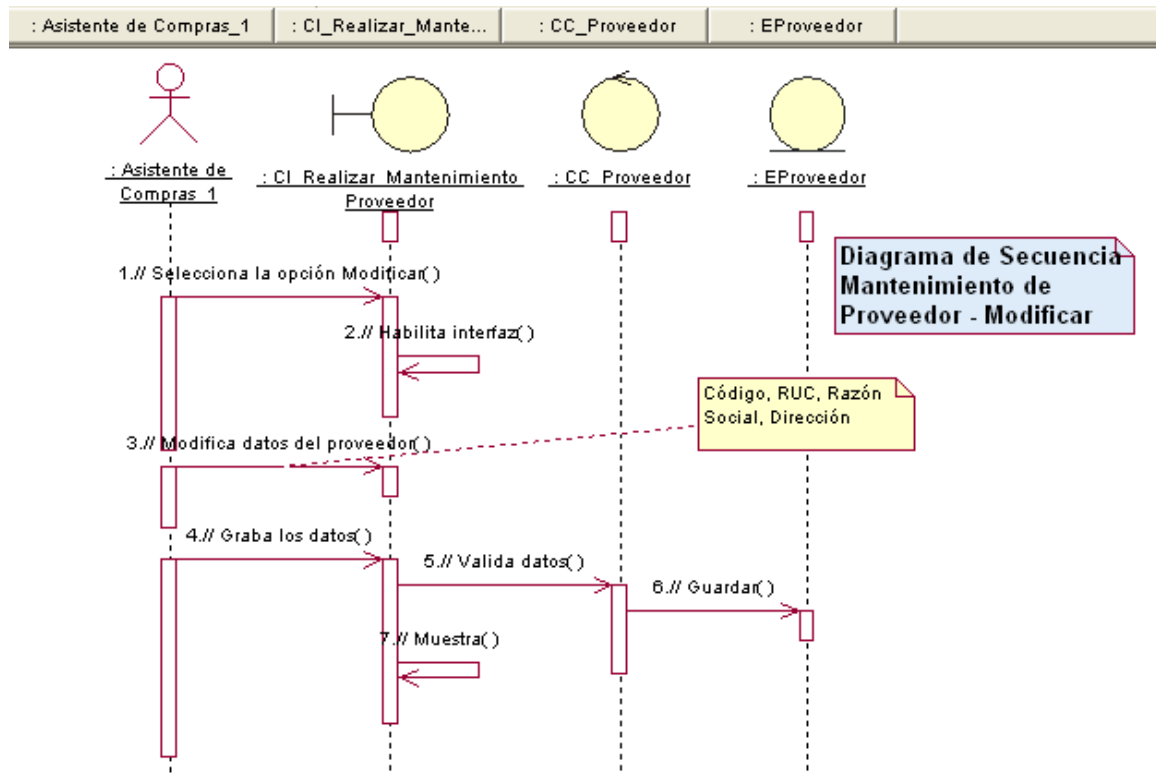 : Asistente de Compras_1
: CI_Realizar_Mante...
: CC_Proveedor
: EProveedor
: Asistente de
Compras_1
: CI_Realizar_Mantenimiento
Proveedor
: CC_Proveedor
: EProveedor
Diagrama de Secuencia
Mantenimiento de
Proveedor - Modificar
1.// Selecciona la opción Modificar( )
2.// Habilita interfaz( )
Código, RUC, Razón
Social, Dirección
3.// Modifica datos del proveedor( )
4.// Graba los datos( )
5.// Valida datos( )
6.// Guardar( )
7.// Muestra( )